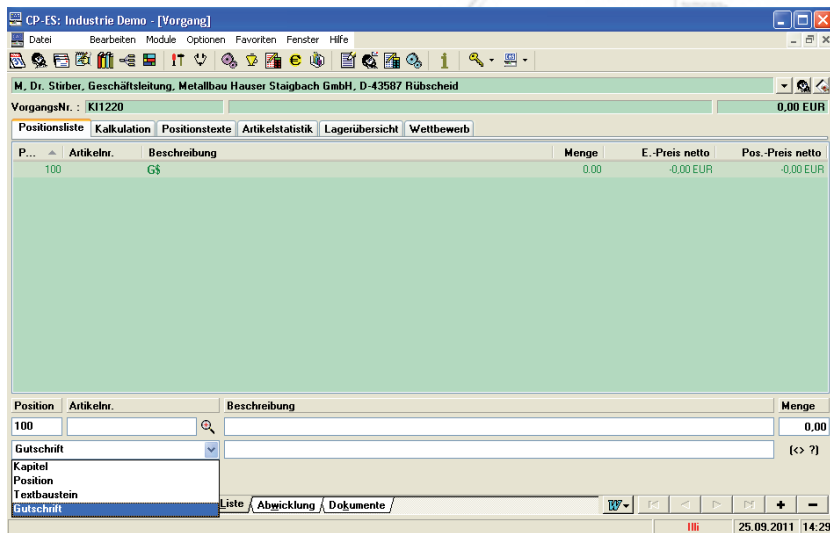 CP-ES: Industrie Demo - [Vorgang]
Datei Bearbeiten Module Optionen Favoriten Fenster Hilfe
M, Dr. Stirber, Geschäftsleitung, Metallbau Hauser Staigbach GmbH, D-43587 Rübscheid
VorgangsNr. : KI1220 0,00 EUR
Positionsliste Kalkulation Positionstexte Artikelstatistik Lagerübersicht Wettbewerb
P... Artikelnr. Beschreibung Menge E.-Preis netto Pos.-Preis netto
100 G$ 0.00 -0,00 EUR -0,00 EUR
Position Artikelnr. Beschreibung Menge
100 0,00
Gutschrift (<> ?)
Kapitel
Position
Textbaustein
Gutschrift
Liste Abwicklung Dokumente W
Illi 25.09.2011 14:29